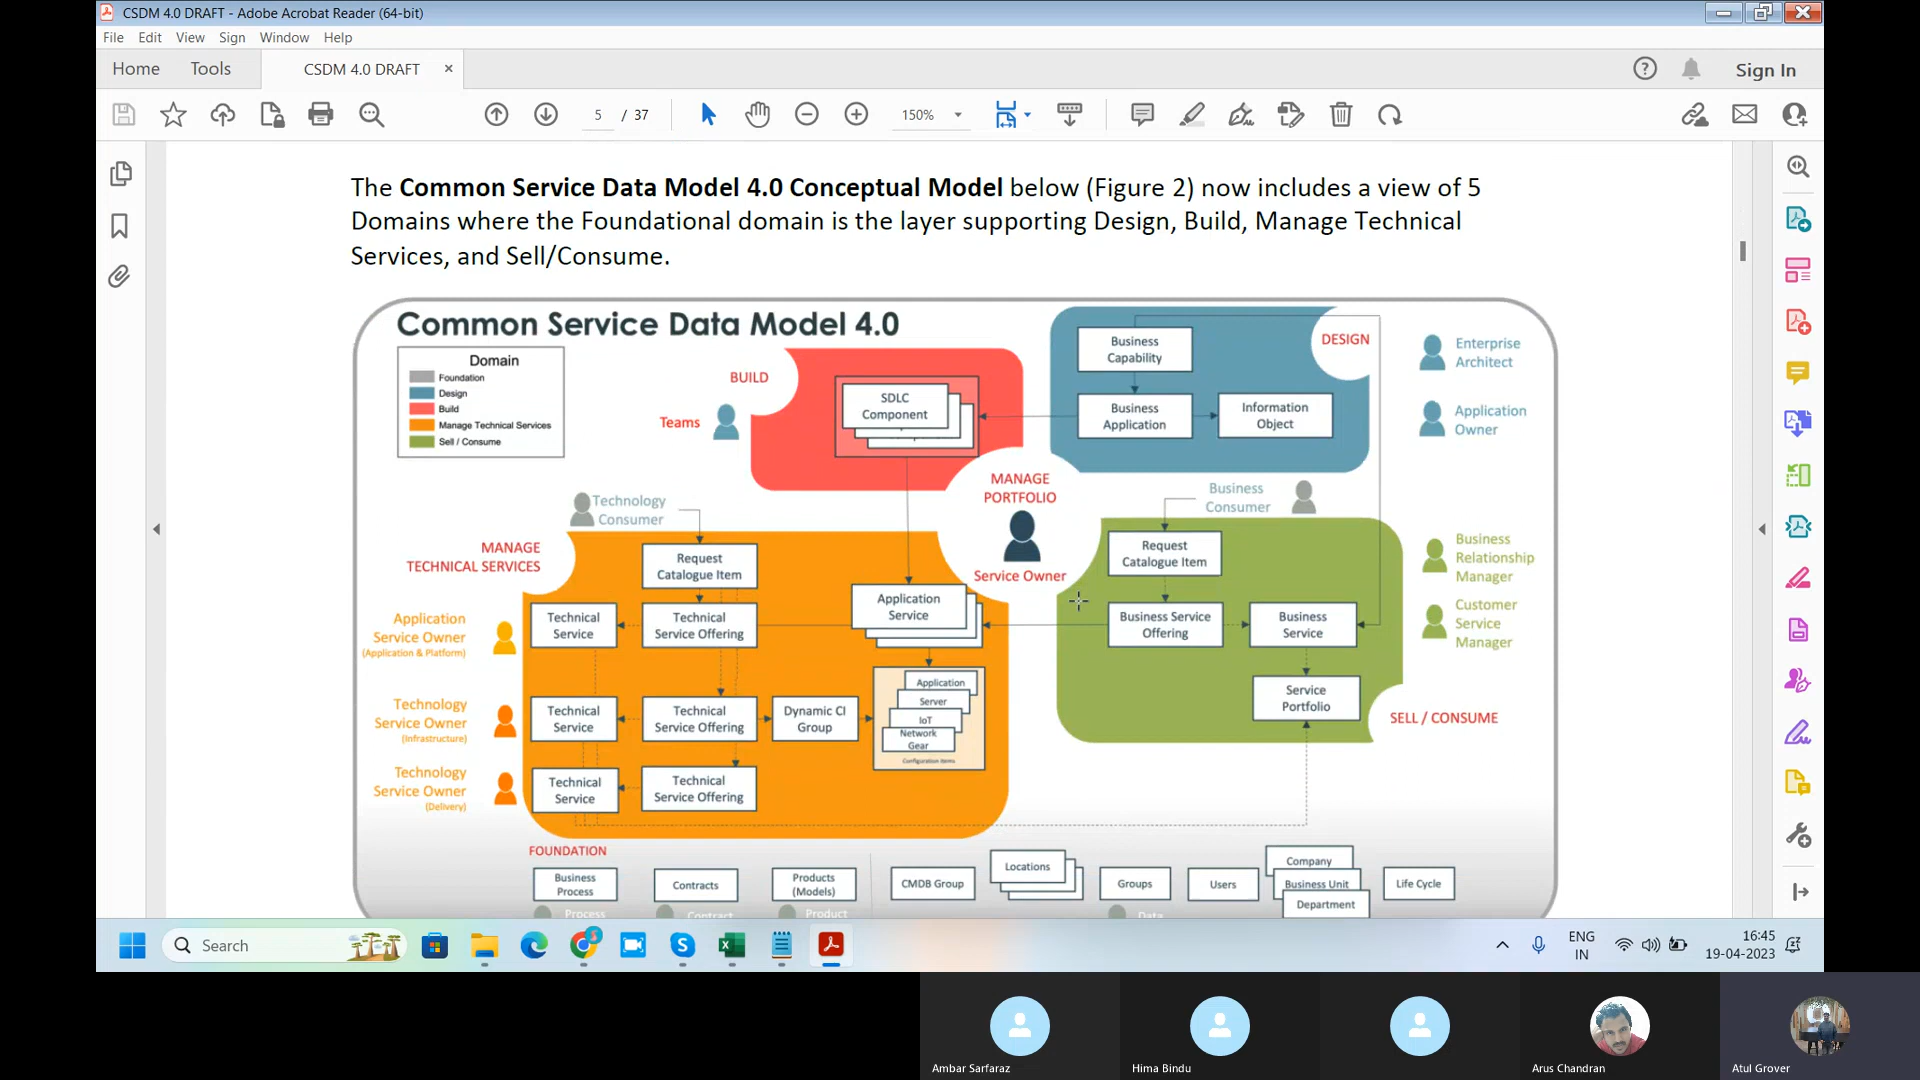 CSDM 4.0 DRAFT - Adobe Acrobat Reader (64-bit)
File Edit View Sign Window Help
Home Tools CSDM 4.0 DRAFT × Sign In
5 / 37 150%
The Common Service Data Model 4.0 Conceptual Model below (Figure 2) now includes a view of 5
Domains where the Foundational domain is the layer supporting Design, Build, Manage Technical
Services, and Sell/Consume.
Common Service Data Model 4.0
Domain
Foundation
Design
Build
Manage Technical Services
Sell / Consume
BUILD
Teams
SDLC
Component
Business
Capability
Business
Application
Information
Object
DESIGN
Enterprise
Architect
Application
Owner
MANAGE
PORTFOLIO
Service Owner
Technology
Consumer
Business
Consumer
MANAGE
TECHNICAL SERVICES
Request
Catalogue Item
Technical
Service
Technical
Service Offering
Application
Service
Application
Service Owner
(Application & Platform)
Technology
Service Owner
(Infrastructure)
Technical
Service
Technical
Service Offering
Dynamic CI
Group
Application
Server
IoT
Network
Gear
Configuration Items
Technology
Service Owner
(Delivery)
Technical
Service
Technical
Service Offering
Request
Catalogue Item
Business Service
Offering
Business
Service
Service
Portfolio
Business
Relationship
Manager
Customer
Service
Manager
SELL / CONSUME
FOUNDATION
Business
Process
Contracts
Products
(Models)
CMDB Group
Locations
Groups
Users
Company
Business Unit
Department
Life Cycle
Process
Contract
Product
Data
Search
ENG
IN
16:45
19-04-2023
Ambar Sarfaraz
Hima Bindu
Arus Chandran
Atul Grover